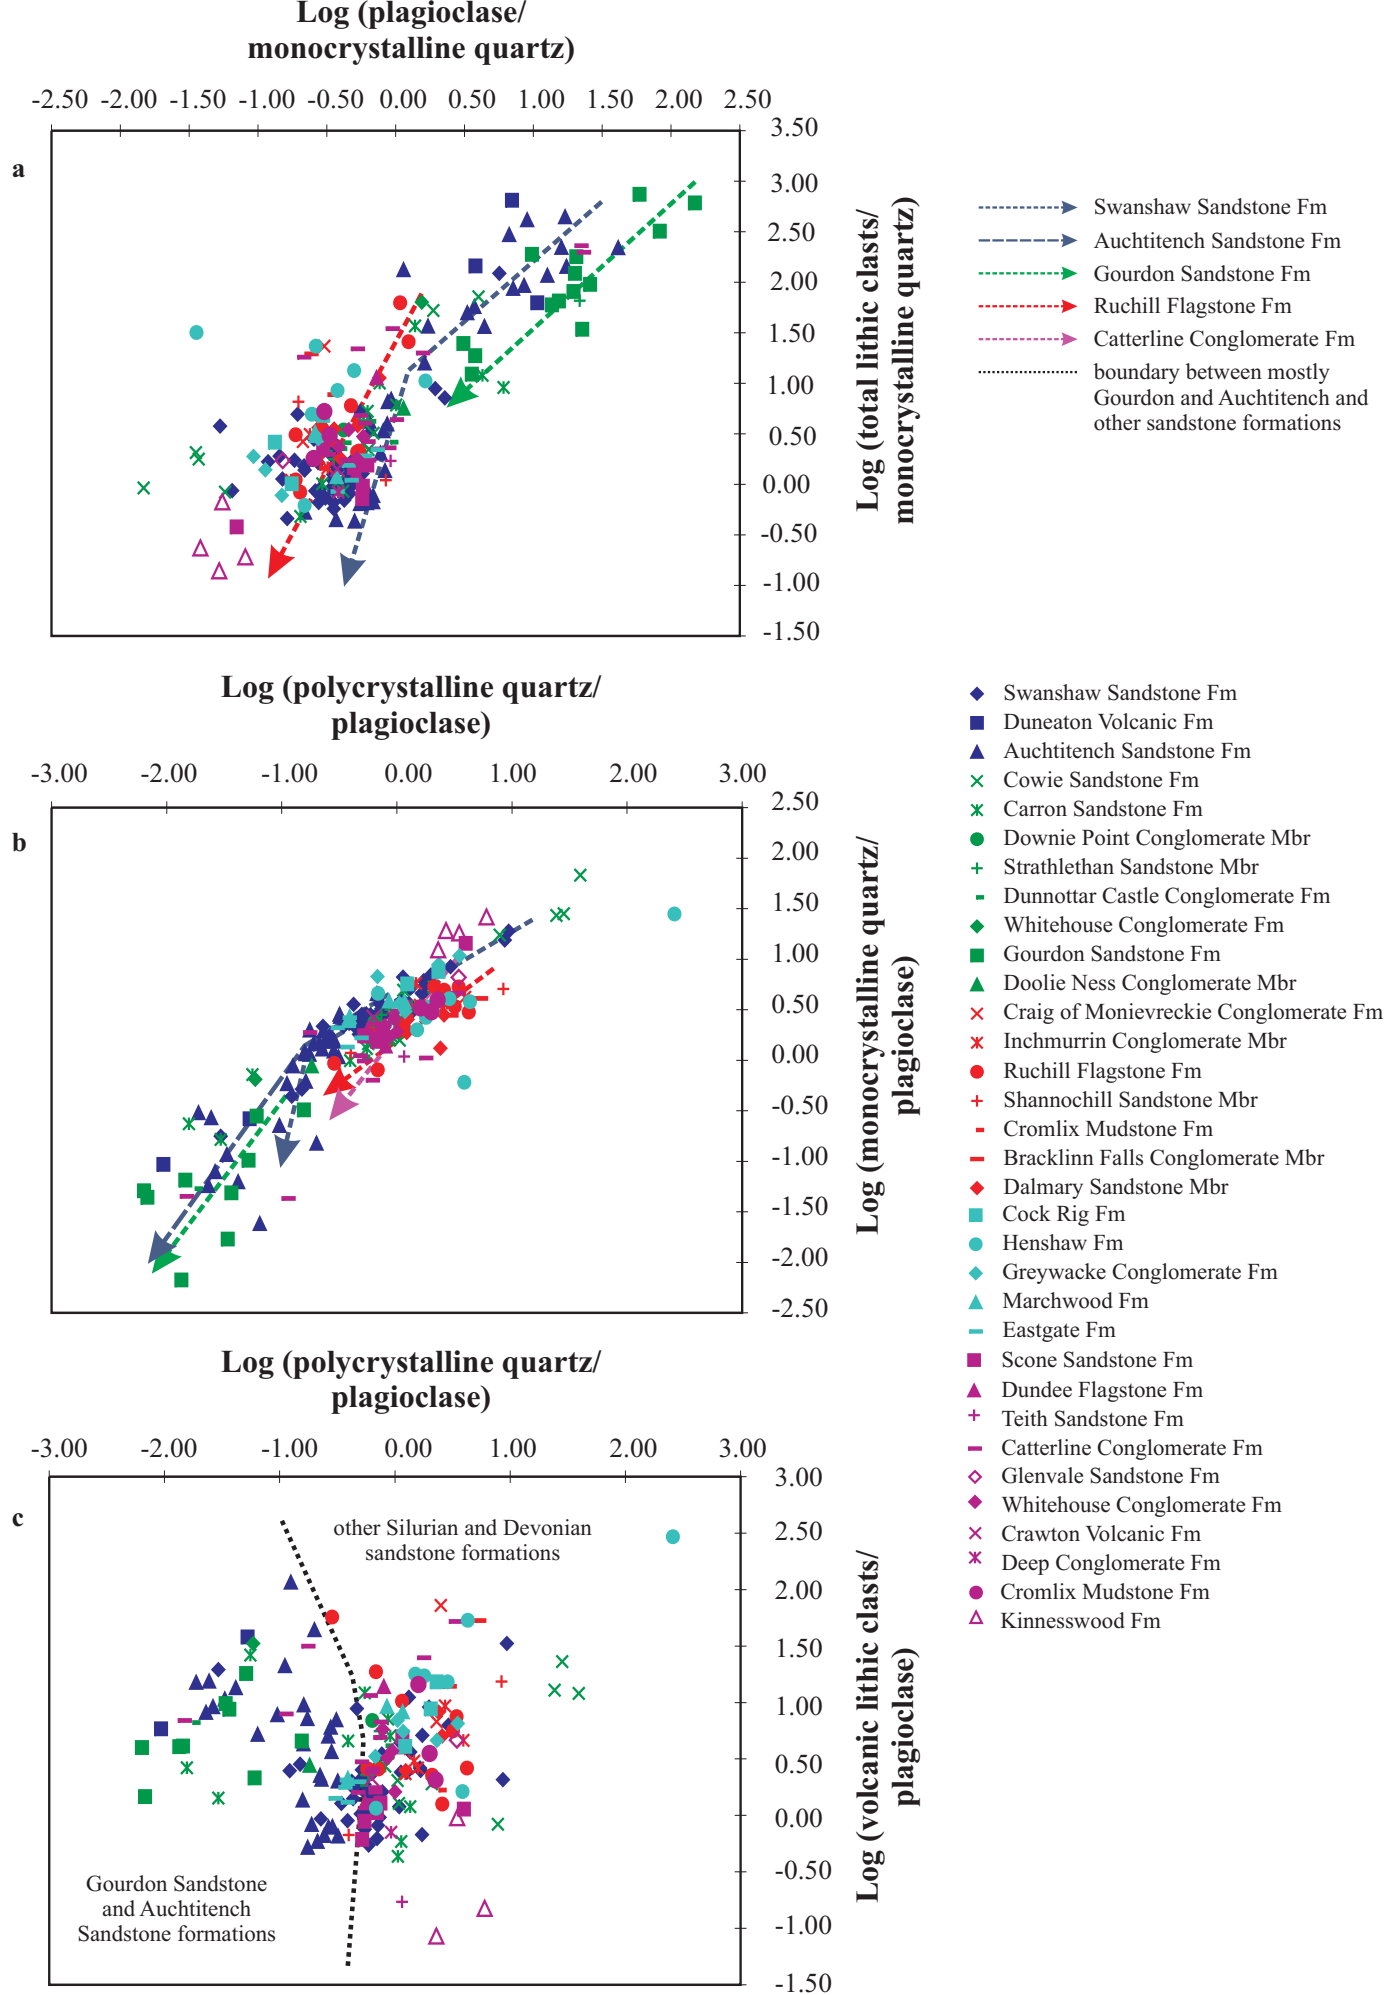 Log (plagioclase/
monocrystalline quartz)
-2.50 -2.00 -1.50 -1.00 -0.50 0.00 0.50 1.00 1.50 2.00 2.50
a
3.50
3.00
2.50
2.00
1.50
1.00
0.50
0.00
-0.50
-1.00
-1.50
Log (total lithic clasts/
monocrystalline quartz)
Swanshaw Sandstone Fm
Auchtitench Sandstone Fm
Gourdon Sandstone Fm
Ruchill Flagstone Fm
Catterline Conglomerate Fm
boundary between mostly
Gourdon and Auchtitench and
other sandstone formations
Log (polycrystalline quartz/
plagioclase)
-3.00 -2.00 -1.00 0.00 1.00 2.00 3.00
b
2.50
2.00
1.50
1.00
0.50
0.00
-0.50
-1.00
-1.50
-2.00
-2.50
Log (monocrystalline quartz/
plagioclase)
Swanshaw Sandstone Fm
Duneaton Volcanic Fm
Auchtitench Sandstone Fm
Cowie Sandstone Fm
Carron Sandstone Fm
Downie Point Conglomerate Mbr
Strathlethan Sandstone Mbr
Dunnottar Castle Conglomerate Fm
Whitehouse Conglomerate Fm
Gourdon Sandstone Fm
Doolie Ness Conglomerate Mbr
Craig of Monievreckie Conglomerate Fm
Inchmurrin Conglomerate Mbr
Ruchill Flagstone Fm
Shannochill Sandstone Mbr
Cromlix Mudstone Fm
Bracklinn Falls Conglomerate Mbr
Dalmary Sandstone Mbr
Cock Rig Fm
Henshaw Fm
Greywacke Conglomerate Fm
Marchwood Fm
Eastgate Fm
Scone Sandstone Fm
Dundee Flagstone Fm
Teith Sandstone Fm
Catterline Conglomerate Fm
Glenvale Sandstone Fm
Whitehouse Conglomerate Fm
Crawton Volcanic Fm
Deep Conglomerate Fm
Cromlix Mudstone Fm
Kinnesswood Fm
Log (polycrystalline quartz/
plagioclase)
-3.00 -2.00 -1.00 0.00 1.00 2.00 3.00
c
other Silurian and Devonian
sandstone formations
Gourdon Sandstone
and Auchtitench
Sandstone formations
3.00
2.50
2.00
1.50
1.00
0.50
0.00
-0.50
-1.00
-1.50
Log (volcanic lithic clasts/
plagioclase)